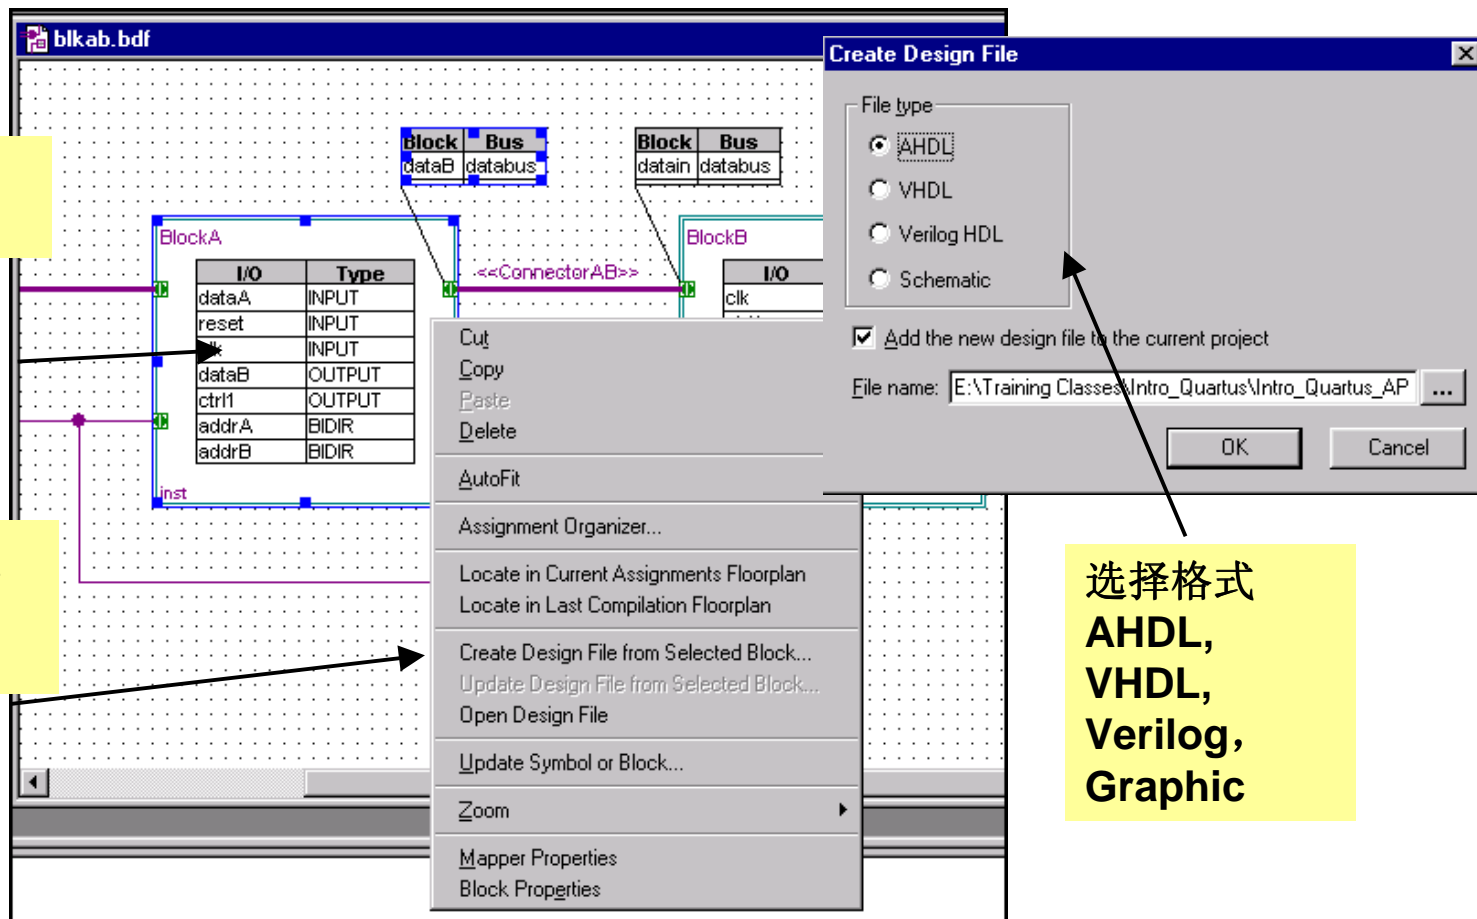 blkab.bdf
Block Bus
dataB databus
Block Bus
datain databus
BlockA
I/O Type
dataA INPUT
reset INPUT
clk INPUT
dataB OUTPUT
ctrl1 OUTPUT
addrA BIDIR
addrB BIDIR
inst
<<ConnectorAB>>
BlockB
I/O
clk
Cut
Copy
Paste
Delete
AutoFit
Assignment Organizer...
Locate in Current Assignments Floorplan
Locate in Last Compilation Floorplan
Create Design File from Selected Block...
Update Design File from Selected Block...
Open Design File
Update Symbol or Block...
Zoom
Mapper Properties
Block Properties
Create Design File
File type
AHDL
VHDL
Verilog HDL
Schematic
Add the new design file to the current project
File name: E:\Training Classes\Intro_Quartus\Intro_Quartus_AP ...
OK Cancel
选择格式
AHDL,
VHDL,
Verilog，
Graphic